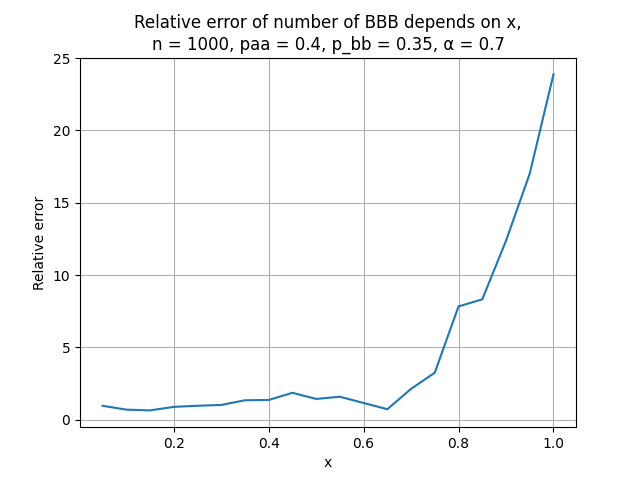 Relative error of number of BBB depends on x,
n = 1000, paa = 0.4, p_bb = 0.35, α = 0.7
25
20
15
10
5
0
Relative error
0.2 0.4 0.6 0.8 1.0
x